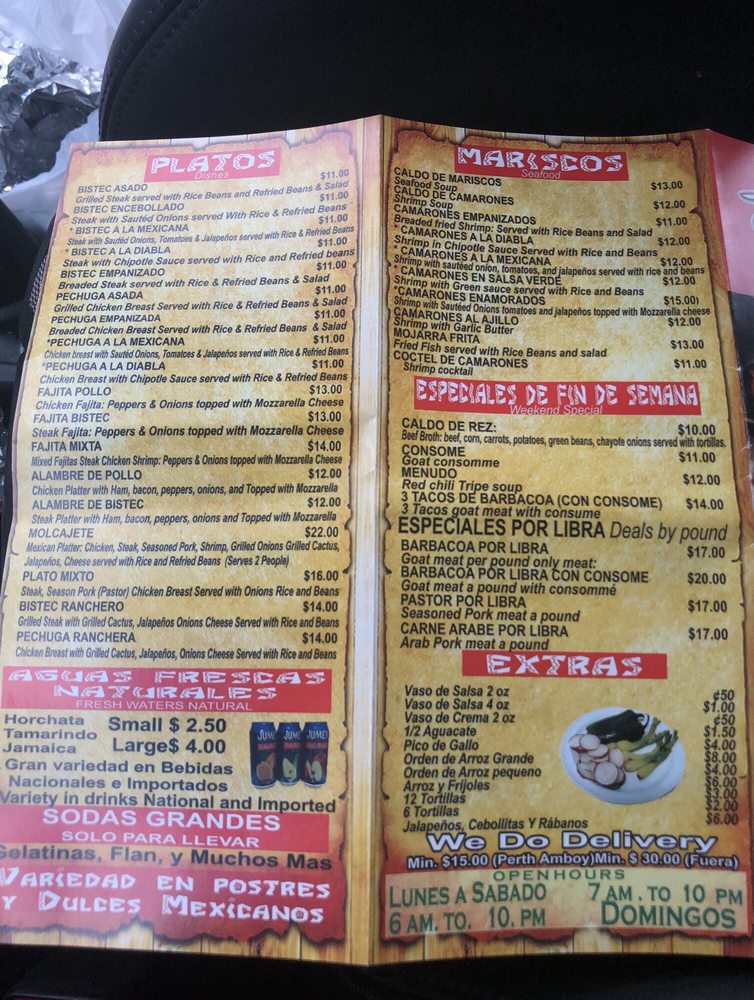 PLATOS
Dishes
BISTEC ASADO $11.00
Grilled Steak served with Rice Beans and Refried Beans & Salad
BISTEC ENCEBOLLADO $11.00
Steak with Sautéd Onions served With Rice & Refried Beans
* BISTEC A LA MEXICANA $11.00
Steak with Sautéd Onions, Tomatoes & Jalapeños served with Rice & Refried Beans
* BISTEC A LA DIABLA $11.00
Steak with Chipotle Sauce served with Rice and Refried beans
BISTEC EMPANIZADO $11.00
Breaded Steak served with Rice & Refried Beans & Salad
PECHUGA ASADA $11.00
Grilled Chicken Breast Served with Rice & Refried Beans & Salad
PECHUGA EMPANIZADA $11.00
Breaded Chicken Breast Served with Rice & Refried Beans & Salad
*PECHUGA A LA MEXICANA $11.00
Chicken breast with Sautéd Onions, Tomatoes & Jalapeños served with Rice & Refried Beans
*PECHUGA A LA DIABLA $11.00
Chicken Breast with Chipotle Sauce served with Rice & Refried Beans
FAJITA POLLO $13.00
Chicken Fajita: Peppers & Onions topped with Mozzarella Cheese
FAJITA BISTEC $13.00
Steak Fajita: Peppers & Onions topped with Mozzarella Cheese
FAJITA MIXTA $14.00
Mixed Fajitas Steak Chicken Shrimp: Peppers & Onions topped with Mozzarella Cheese
ALAMBRE DE POLLO $12.00
Chicken Platter with Ham, bacon, peppers, onions, and Topped with Mozzarella
ALAMBRE DE BISTEC $12.00
Steak Platter with Ham, bacon, peppers, onions and Topped with Mozzarella
MOLCAJETE $22.00
Mexican Platter: Chicken, Steak, Seasoned Pork, Shrimp, Grilled Onions Grilled Cactus,
Jalapeños, Cheese served with Rice and Refried Beans (Serves 2 People)
PLATO MIXTO $16.00
Steak, Season Pork (Pastor) Chicken Breast Served with Onions Rice and Beans
BISTEC RANCHERO $14.00
Grilled Steak with Grilled Cactus, Jalapeños Onions Cheese Served with Rice and Beans
PECHUGA RANCHERA $14.00
Chicken Breast with Grilled Cactus, Jalapeños, Onions Cheese Served with Rice and Beans
AGUAS FRESCAS
NATURALES
FRESH WATERS NATURAL
Horchata
Tamarindo
Jamaica
Small $ 2.50
Large$ 4.00
JUME JUME JUME
Gran variedad en Bebidas
Nacionales e Importados
Variety in drinks National and Imported
SODAS GRANDES
SOLO PARA LLEVAR
Gelatinas, Flan, y Muchos Mas
VARIEDAD EN POSTRES
Y DULCES MEXICANOS
MARISCOS
Seafood
CALDO DE MARISCOS $13.00
Seafood Soup
CALDO DE CAMARONES $12.00
Shrimp Soup
CAMARONES EMPANIZADOS $11.00
Breaded fried Shrimp: Served with Rice Beans and Salad
* CAMARONES A LA DIABLA $12.00
Shrimp in Chipotle Sauce Served with Rice and Beans
* CAMARONES A LA MEXICANA $12.00
Shrimp with sautéed onion, tomatoes, and jalapeños served with rice and beans
* CAMARONES EN SALSA VERDE $12.00
Shrimp with Green sauce served with Rice and Beans
*CAMARONES ENAMORADOS $15.00
Shrimp with Sautéed Onions tomatoes and jalapeños topped with Mozzarella cheese
CAMARONES AL AJILLO $12.00
Shrimp with Garlic Butter
MOJARRA FRITA $13.00
Fried Fish served with Rice Beans and salad
COCTEL DE CAMARONES $11.00
Shrimp cocktail
ESPECIALES DE FIN DE SEMANA
Weekend Special
CALDO DE REZ: $10.00
Beef Broth: beef, corn, carrots, potatoes, green beans, chayote onions served with tortillas.
CONSOME $11.00
Goat consomme
MENUDO $12.00
Red chili Tripe soup
3 TACOS DE BARBACOA (CON CONSOME) $14.00
3 Tacos goat meat with consume
ESPECIALES POR LIBRA Deals by pound
BARBACOA POR LIBRA $17.00
Goat meat per pound only meat:
BARBACOA POR LIBRA CON CONSOME $20.00
Goat meat a pound with consommé
PASTOR POR LIBRA $17.00
Seasoned Pork meat a pound
CARNE ARABE POR LIBRA $17.00
Arab Pork meat a pound
EXTRAS
Vaso de Salsa 2 oz ¢50
Vaso de Salsa 4 oz $1.00
Vaso de Crema 2 oz ¢50
1/2 Aguacate $1.50
Pico de Gallo $4.00
Orden de Arroz Grande $8.00
Orden de Arroz pequeno $4.00
Arroz y Frijoles $6.00
12 Tortillas $3.00
6 Tortillas $2.00
Jalapeños, Cebollitas Y Rábanos $6.00
We Do Delivery
Min. $15.00 (Perth Amboy)Min. $ 30.00 (Fuera)
OPENHOURS
LUNES A SABADO 7 AM . TO 10 PM
6 AM. TO. 10. PM DOMINGOS